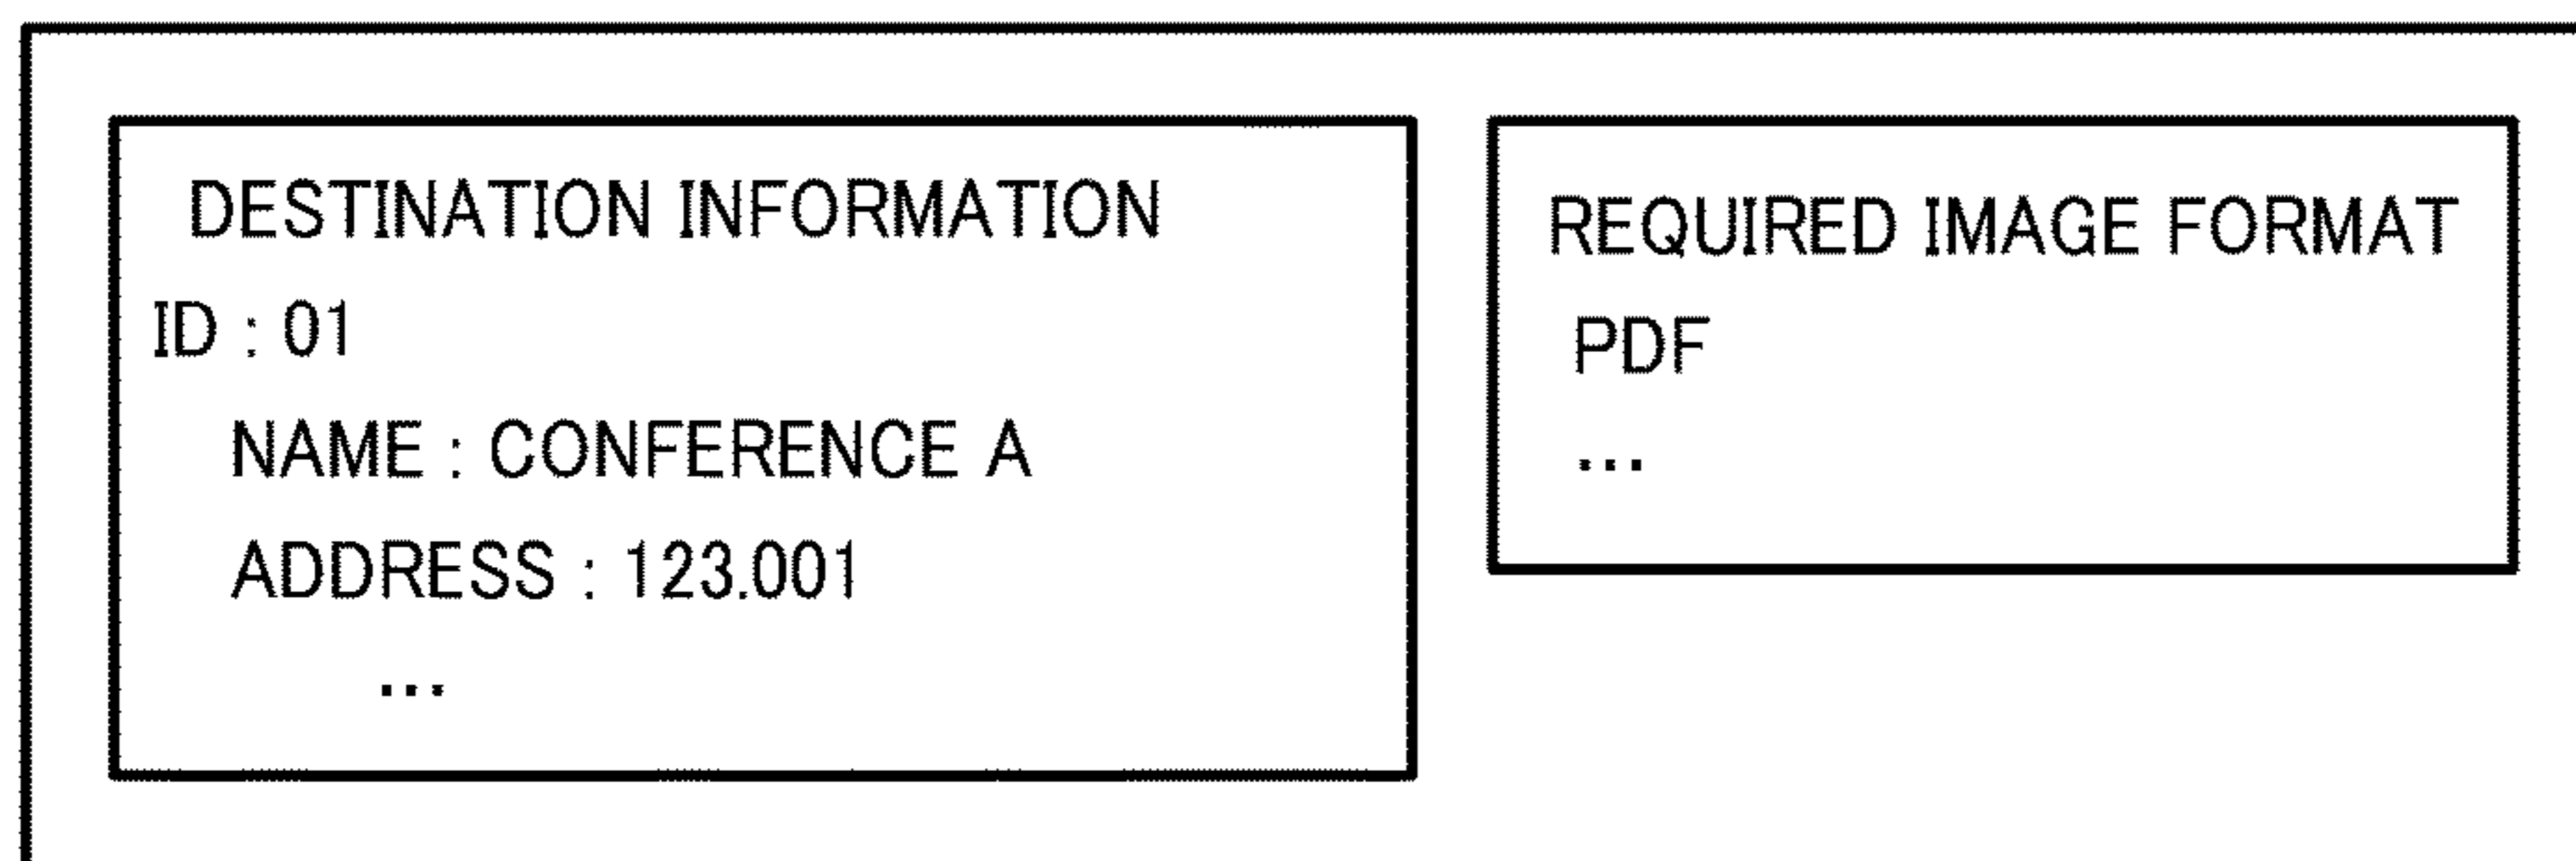 DESTINATION INFORMATION
ID : 01
NAME : CONFERENCE A
ADDRESS : 123.001
...
REQUIRED IMAGE FORMAT
PDF
...